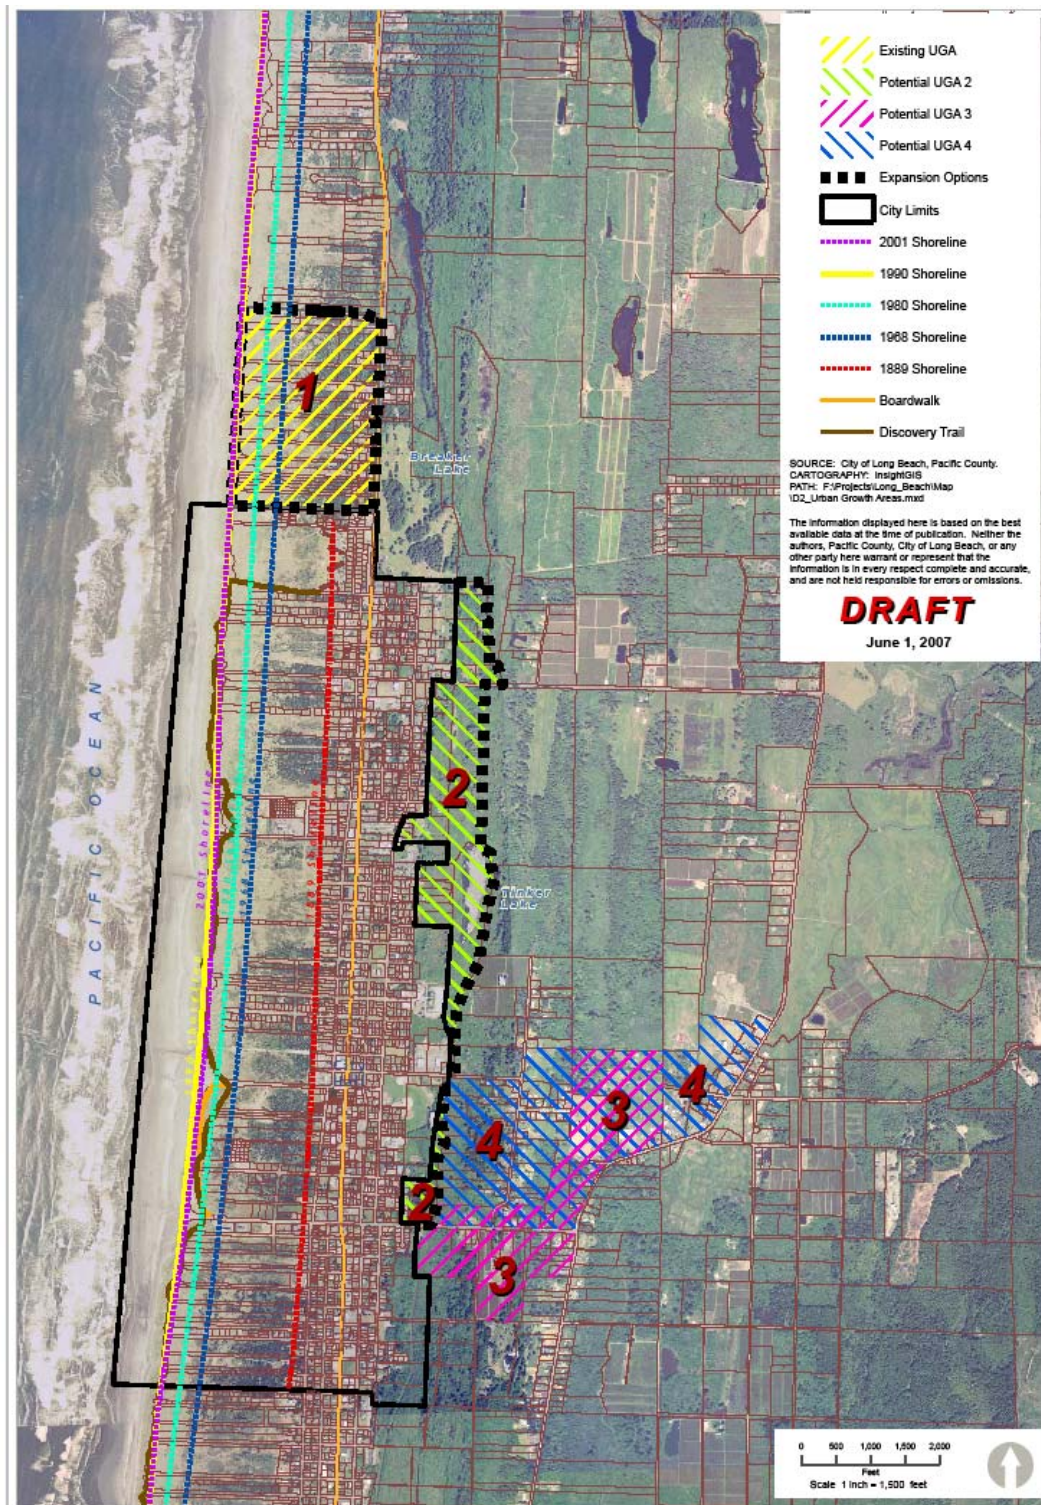 Existing UGA
Potential UGA 2
Potential UGA 3
Potential UGA 4
Expansion Options
City Limits
2001 Shoreline
1990 Shoreline
1980 Shoreline
1968 Shoreline
1889 Shoreline
Boardwalk
Discovery Trail
SOURCE: City of Long Beach, Pacific County.
CARTOGRAPHY: InsightGIS
PATH: F:\Projects\Long_Beach\Map
\D2_Urban Growth Areas.mxd
The information displayed here is based on the best
available data at the time of publication. Neither the
authors, Pacific County, City of Long Beach, or any
other party here warrant or represent that the
information is in every respect complete and accurate,
and are not held responsible for errors or omissions.
DRAFT
June 1, 2007
1
Breaker
Lake
PACIFIC OCEAN
2
2001 Shoreline
1889 Shoreline
Tinker
Lake
3
4
4
2
3
0 500 1,000 1,500 2,000
Feet
Scale 1 inch = 1,500 feet